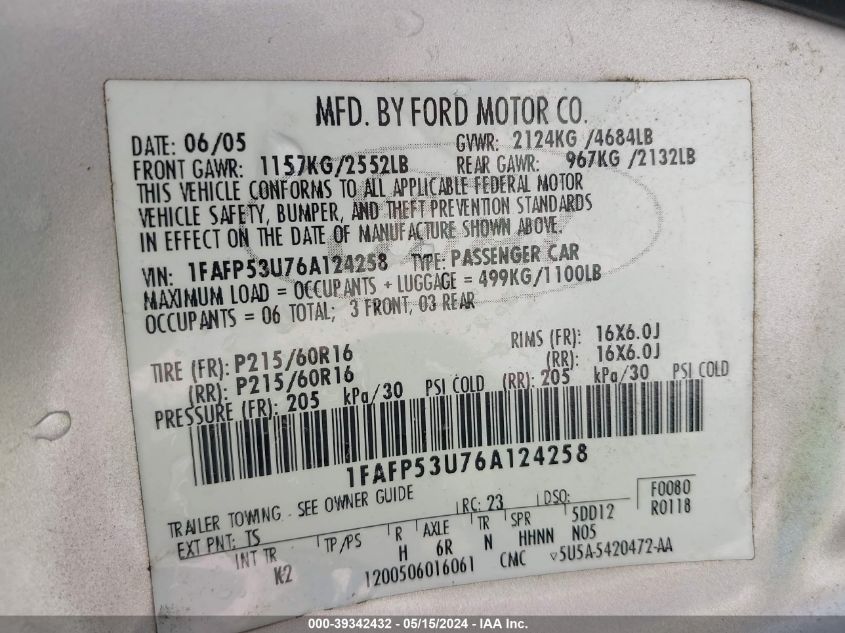 MFD. BY FORD MOTOR CO.
DATE: 06/05 GVWR: 2124KG /4684LB
FRONT GAWR: 1157KG/2552LB REAR GAWR: 967KG /2132LB
THIS VEHICLE CONFORMS TO ALL APPLICABLE FEDERAL MOTOR
VEHICLE SAFETY, BUMPER, AND THEFT PREVENTION STANDARDS
IN EFFECT ON THE DATE OF MANUFACTURE SHOWN ABOVE.
VIN: 1FAFP53U76A124258 TYPE: PASSENGER CAR
MAXIMUM LOAD = OCCUPANTS + LUGGAGE = 499KG/1100LB
OCCUPANTS = 06 TOTAL; 3 FRONT, 03 REAR
TIRE (FR): P215/60R16 RIMS (FR): 16X6.0J
(RR): P215/60R16 (RR): 16X6.0J
PRESSURE (FR): 205 kPa/30 PSI COLD (RR): 205 kPa/30 PSI COLD
1FAFP53U76A124258
TRAILER TOWING - SEE OWNER GUIDE RC: 23 DSO: F0080
EXT PNT: TS R0118
INT TR TP/PS R AXLE TR SPR 5DD12
K2 H 6R N HHNN N05
1200506016061 CMC ▽5U5A-5420472-AA
000-39342432 - 05/15/2024 - IAA Inc.